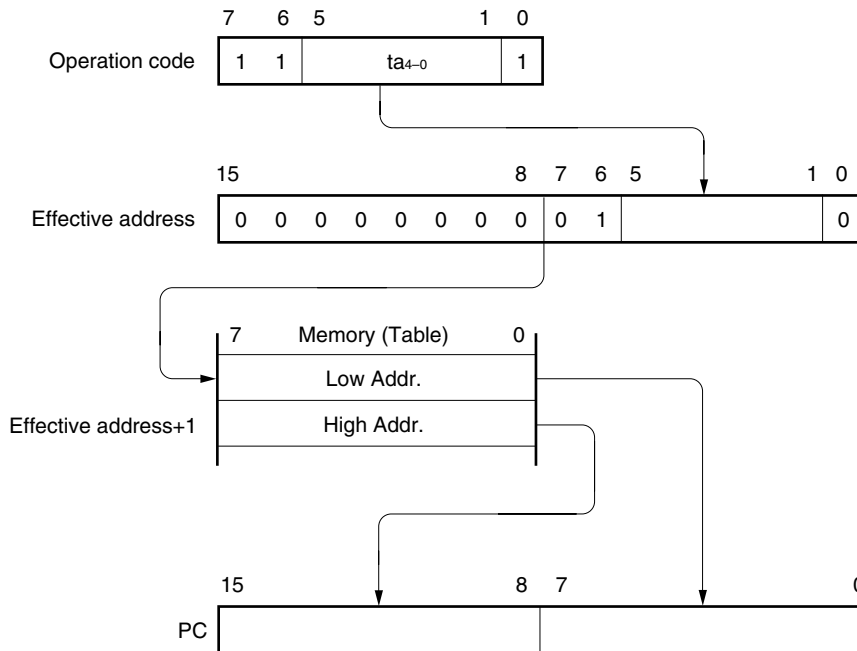 7 6 5 1 0
Operation code 1 1 ta4–0 1
15 8 7 6 5 1 0
Effective address 0 0 0 0 0 0 0 0 0 1 0
7 Memory (Table) 0
Low Addr.
Effective address+1 High Addr.
15 8 7 0
PC